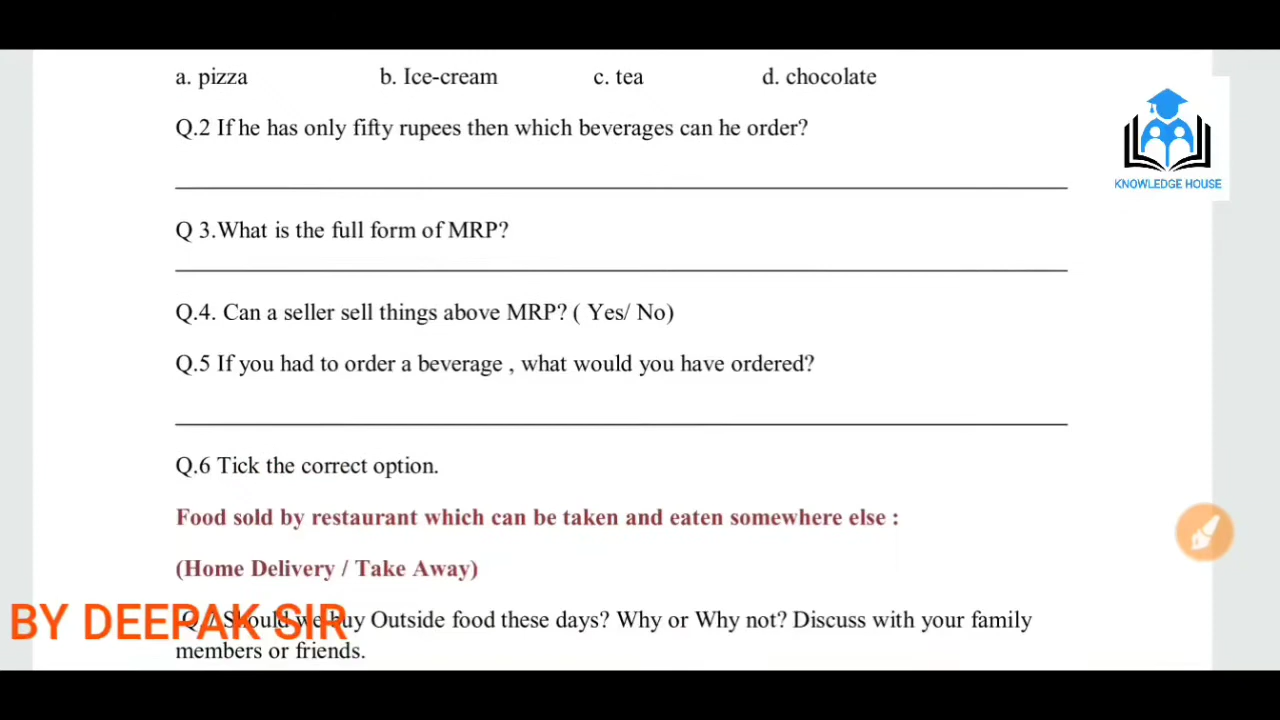 a. pizza b. Ice-cream c. tea d. chocolate
Q.2 If he has only fifty rupees then which beverages can he order?
KNOWLEDGE HOUSE
Q 3.What is the full form of MRP?
Q.4. Can a seller sell things above MRP? ( Yes/ No)
Q.5 If you had to order a beverage , what would you have ordered?
Q.6 Tick the correct option.
Food sold by restaurant which can be taken and eaten somewhere else :
(Home Delivery / Take Away)
BY DEEPAK SIR
Q.7 Should we buy Outside food these days? Why or Why not? Discuss with your family
members or friends.